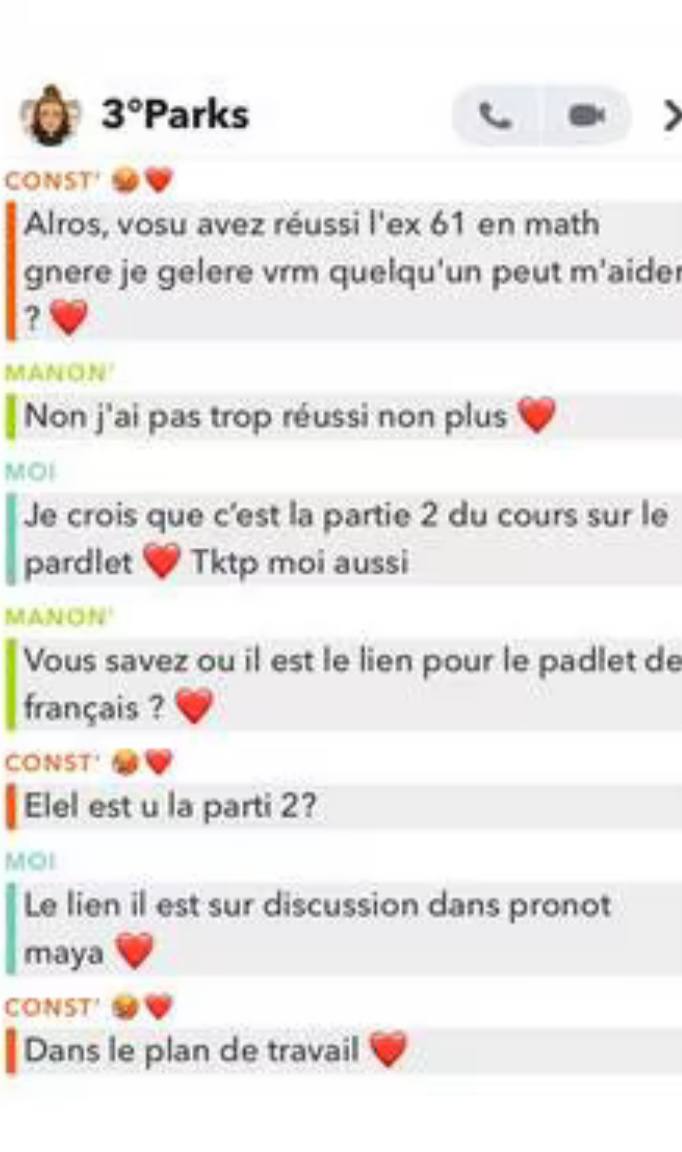 3°Parks
CONST' 😡❤️
Alros, vosu avez réussi l'ex 61 en math
gnere je gelere vrm quelqu'un peut m'aider
? ❤️
MANON'
Non j'ai pas trop réussi non plus ❤️
MOI
Je crois que c'est la partie 2 du cours sur le
pardlet ❤️ Tktp moi aussi
MANON'
Vous savez ou il est le lien pour le padlet de
français ? ❤️
CONST' 😡❤️
Elel est u la parti 2?
MOI
Le lien il est sur discussion dans pronot
maya ❤️
CONST' 😡❤️
Dans le plan de travail ❤️